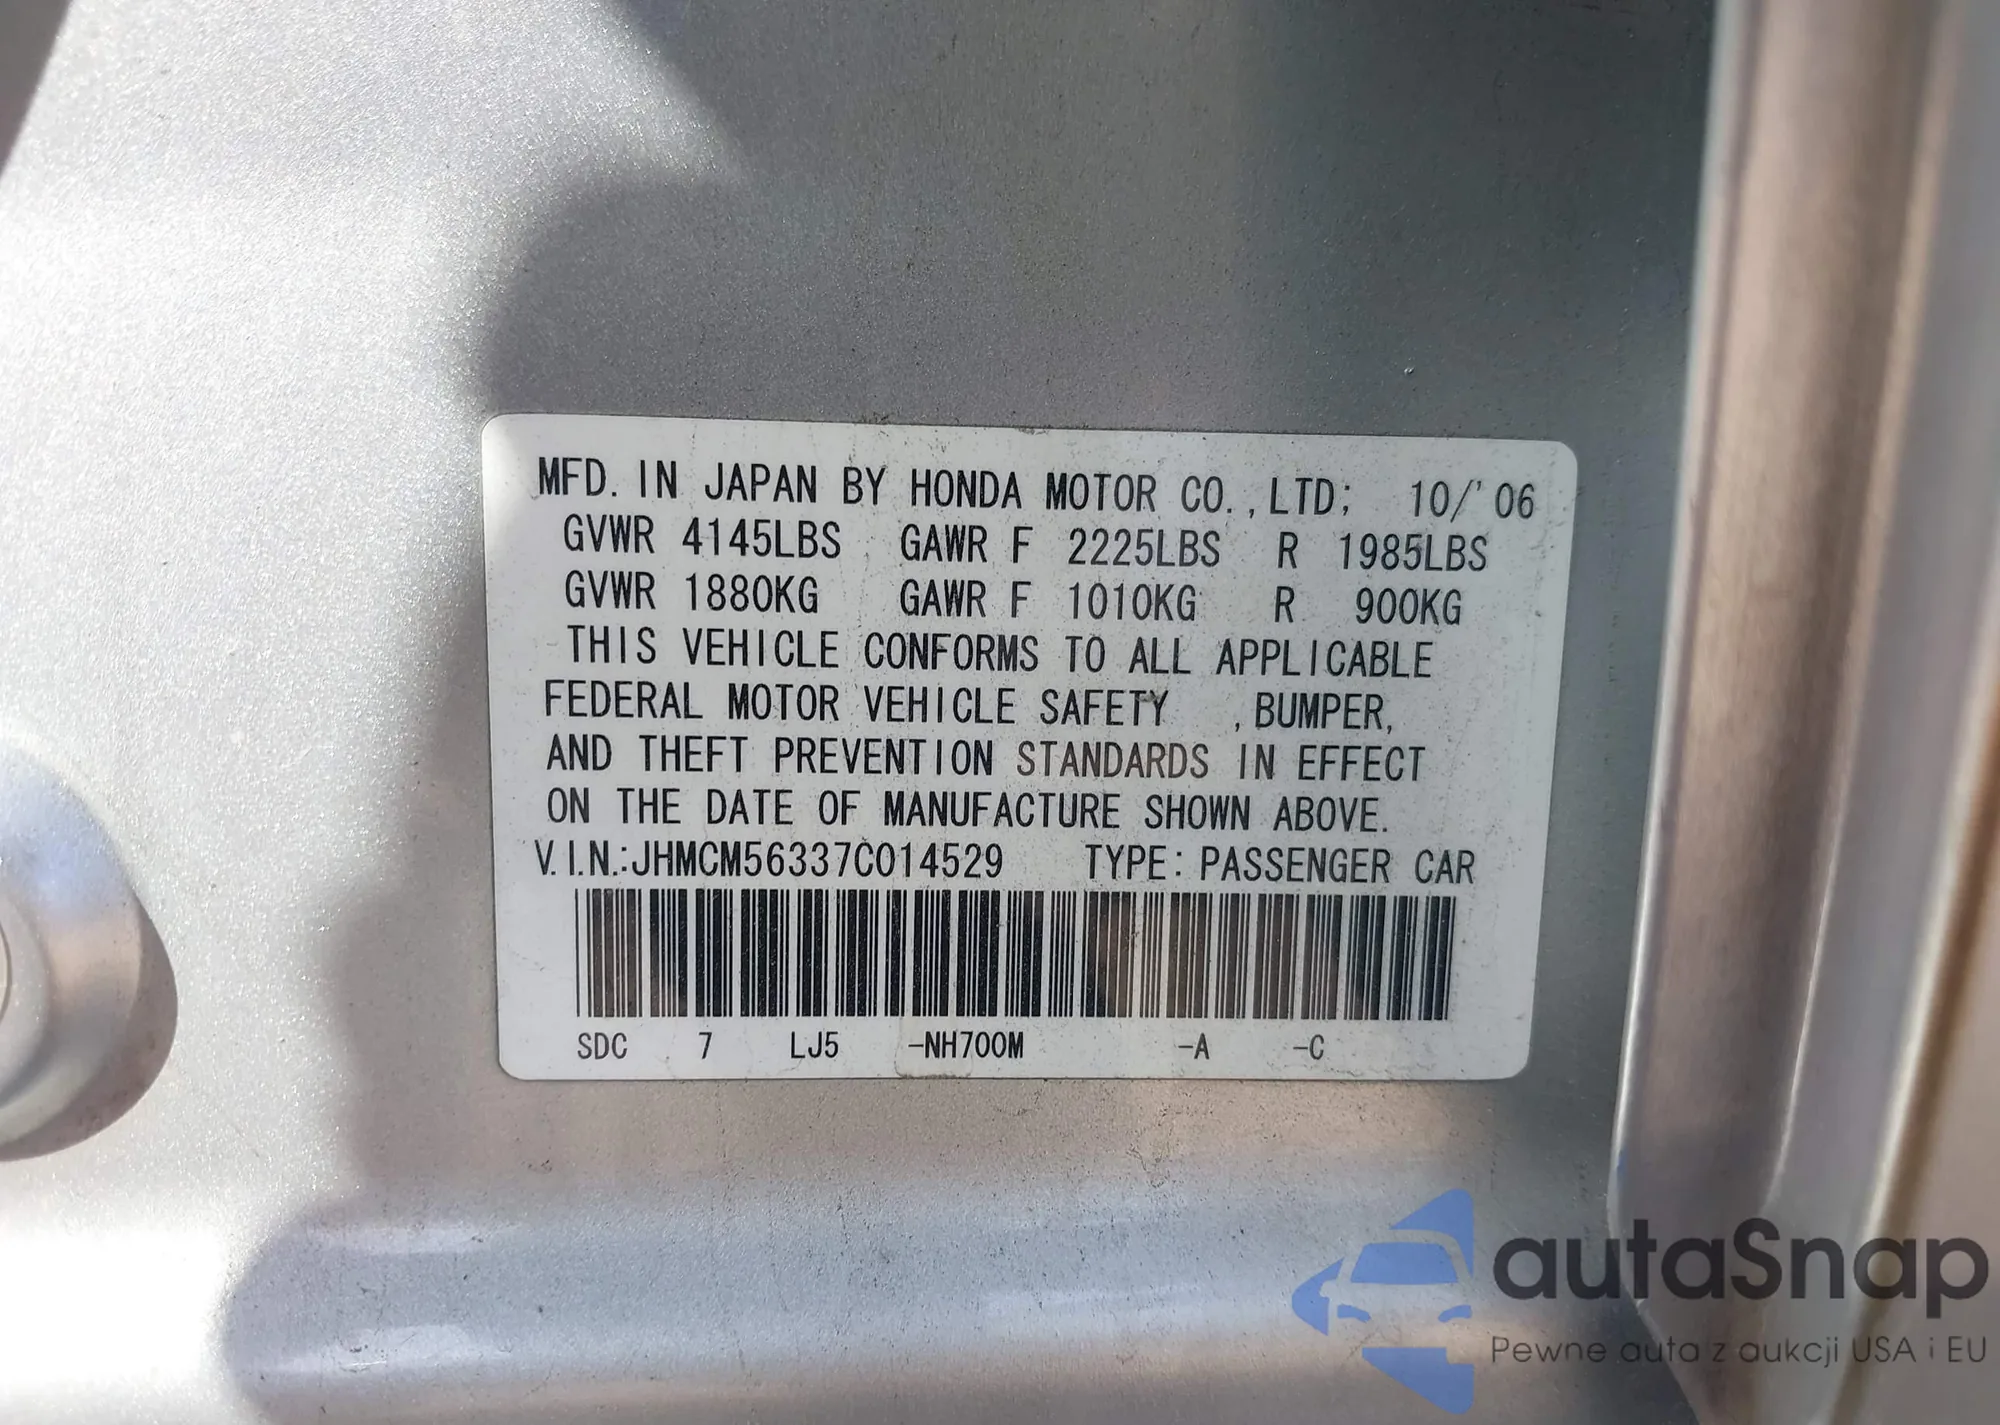 MFD. IN JAPAN BY HONDA MOTOR CO.,LTD; 10/'06
GVWR 4145LBS GAWR F 2225LBS R 1985LBS
GVWR 1880KG GAWR F 1010KG R 900KG
THIS VEHICLE CONFORMS TO ALL APPLICABLE
FEDERAL MOTOR VEHICLE SAFETY ,BUMPER,
AND THEFT PREVENTION STANDARDS IN EFFECT
ON THE DATE OF MANUFACTURE SHOWN ABOVE.
V.I.N.:JHMCM56337C014529 TYPE: PASSENGER CAR
SDC 7 LJ5 -NH700M -A -C
autaSnap
Pewne auta z aukcji USA i EU